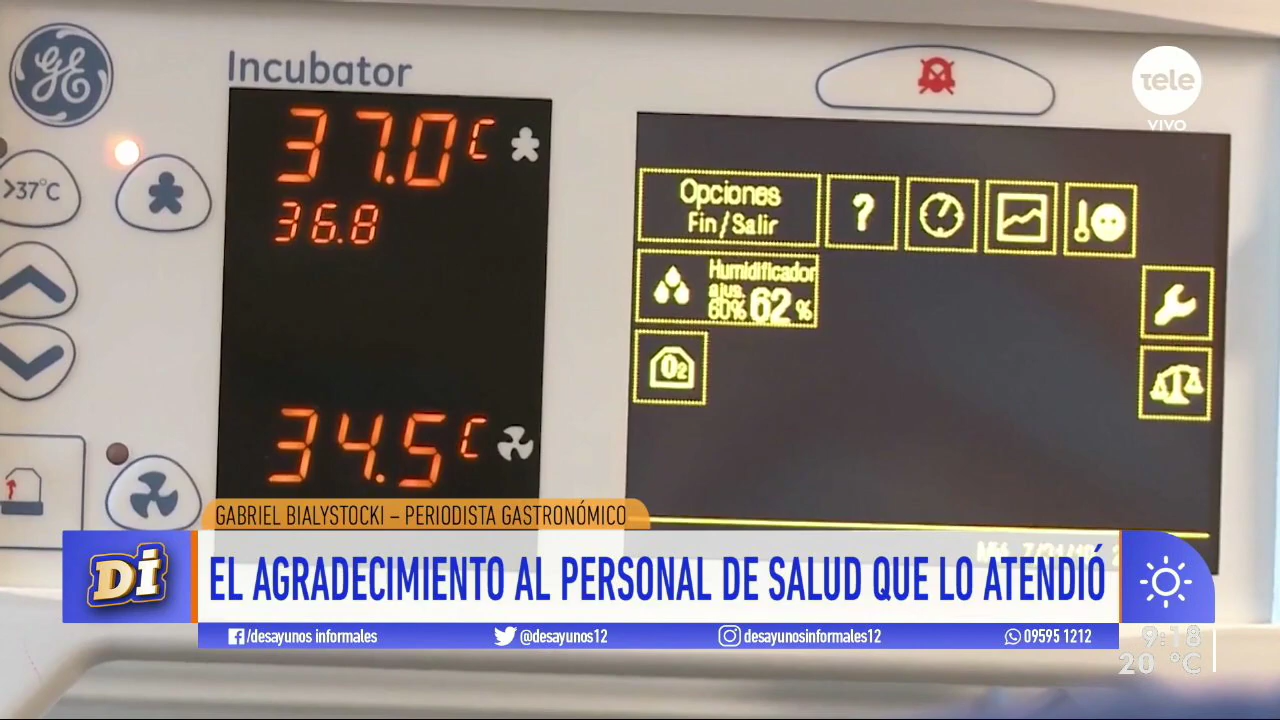 GE
Incubator
tele
VIVO
37.0 C
36.8
>37°C
Opciones
Fin/Salir
?
Humidificador
ajus.
60% 62 %
O2
34.5 C
GABRIEL BIALYSTOCKI – PERIODISTA GASTRONÓMICO
Di
EL AGRADECIMIENTO AL PERSONAL DE SALUD QUE LO ATENDIÓ
/desayunos informales
@desayunos12
desayunosinformales12
09595 1212
9:18
20 °C